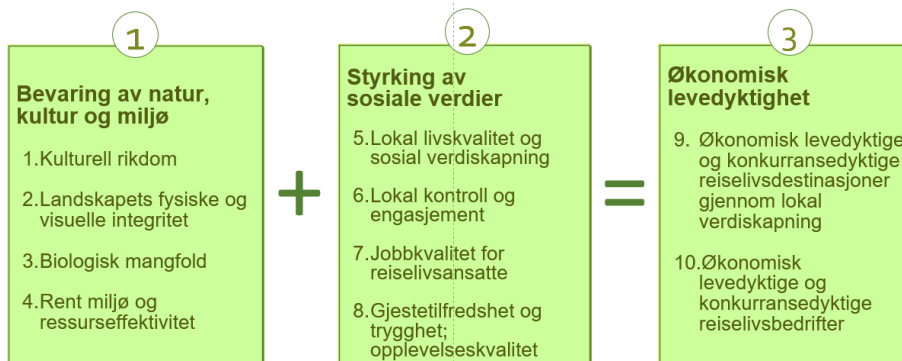 1
Bevaring av natur,
kultur og miljø
1.Kulturell rikdom
2.Landskapets fysiske og
visuelle integritet
3.Biologisk mangfold
4.Rent miljø og
ressurseffektivitet
+
2
Styrking av
sosiale verdier
5.Lokal livskvalitet og
sosial verdiskapning
6.Lokal kontroll og
engasjement
7.Jobbkvalitet for
reiselivsansatte
8.Gjestetilfredshet og
trygghet;
opplevelseskvalitet
=
3
Økonomisk
levedyktighet
9. Økonomisk levedyktige
og konkurransedyktige
reiselivsdestinasjoner
gjennom lokal
verdiskapning
10.Økonomisk
levedyktige og
konkurransedyktige
reiselivsbedrifter